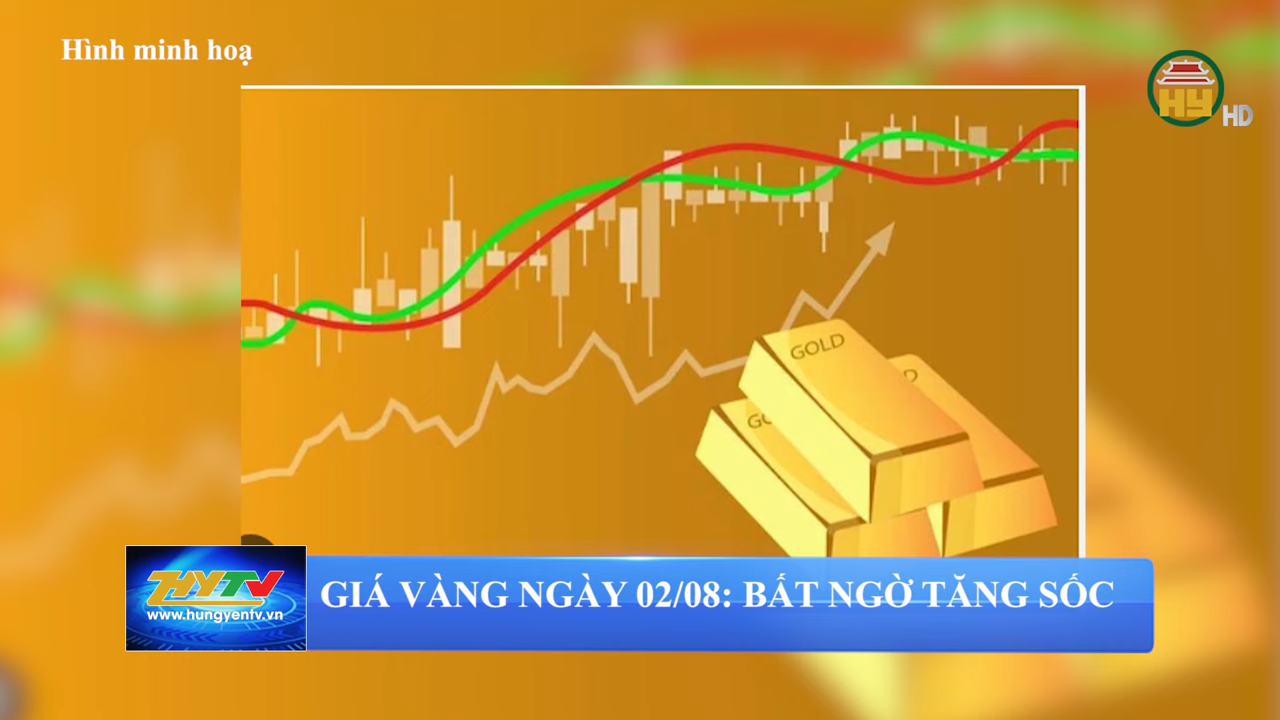 Hình minh hoạ
HY
HD
GOLD
GO
D
HYTV
www.hungyentv.vn
GIÁ VÀNG NGÀY 02/08: BẤT NGỜ TĂNG SỐC